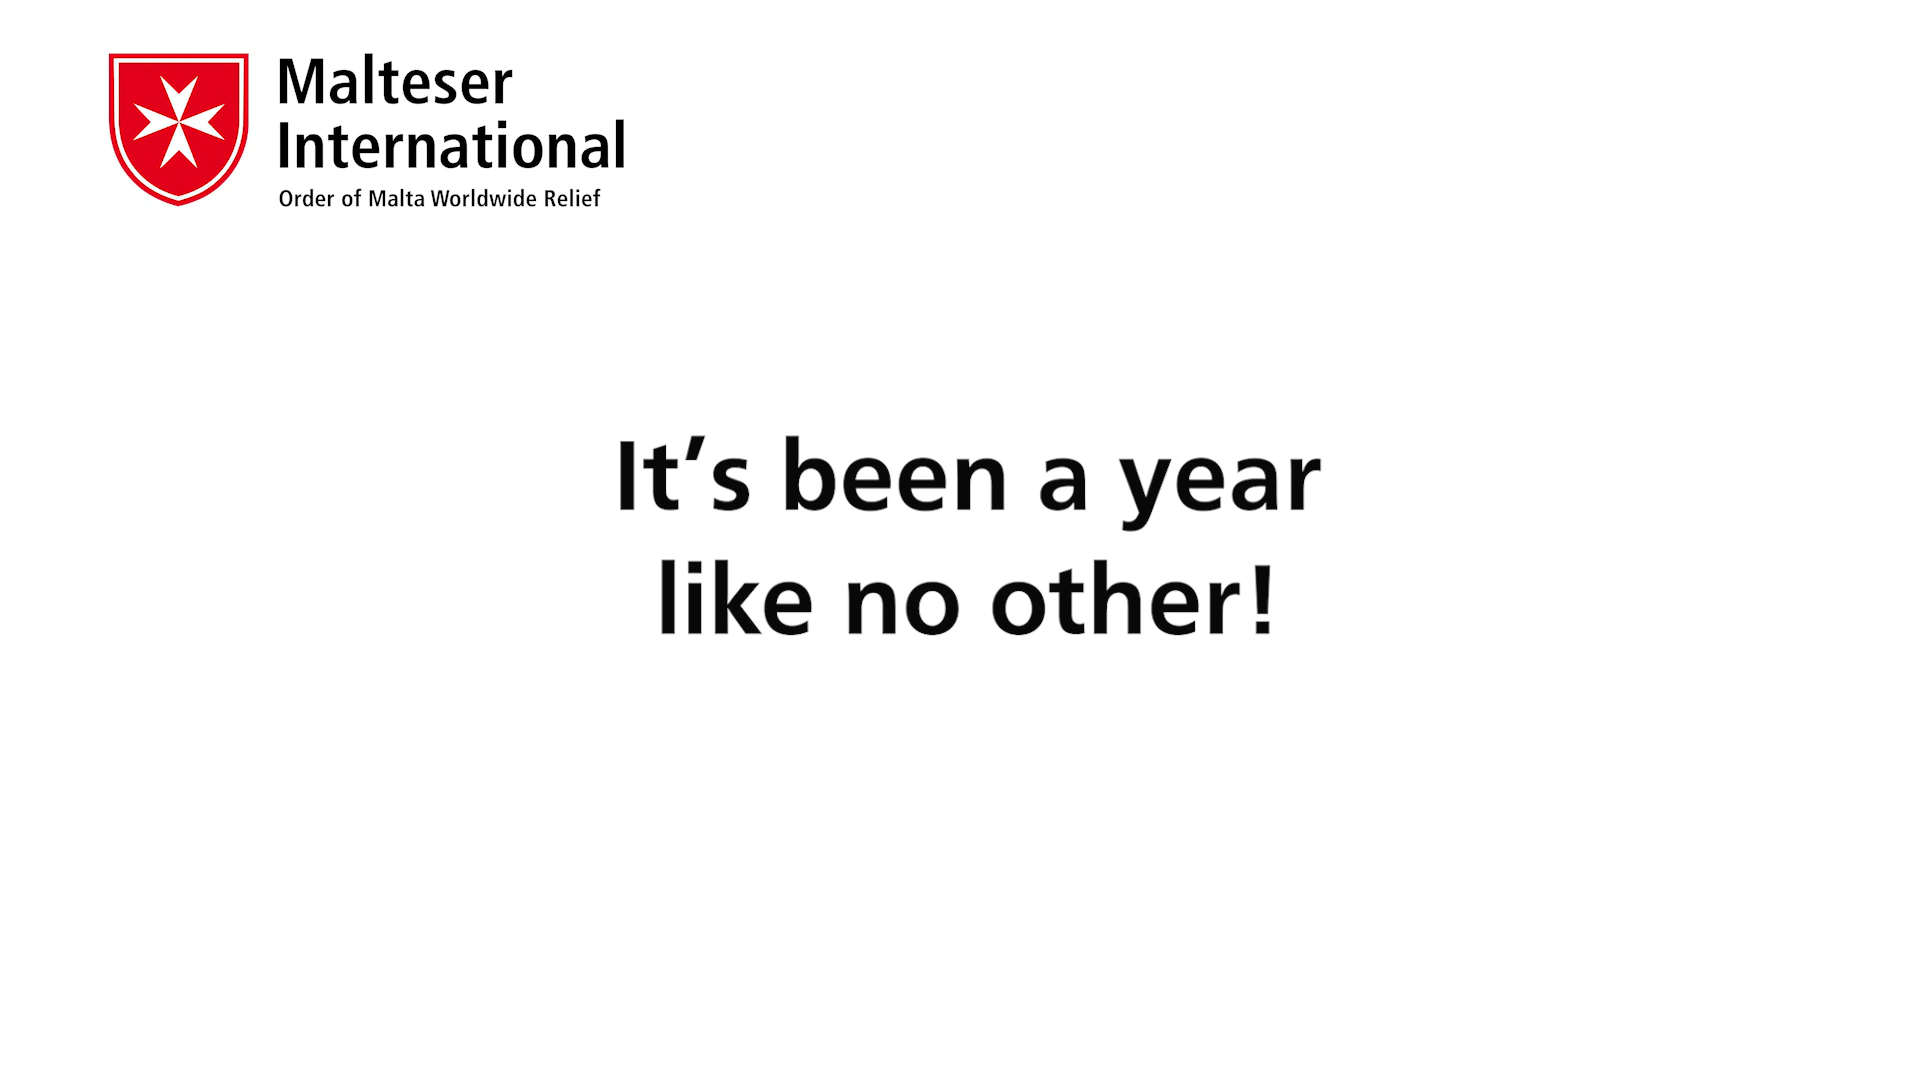 Malteser
International
Order of Malta Worldwide Relief
It’s been a year
like no other!